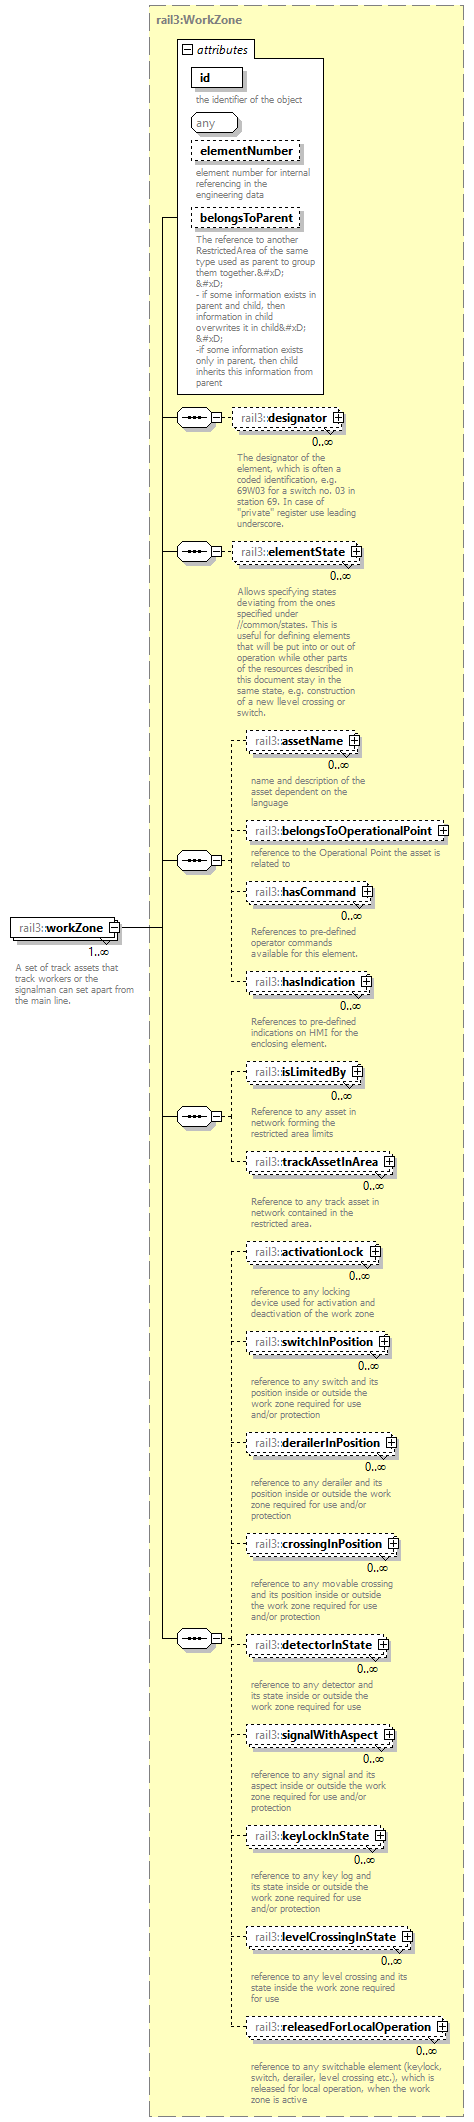 rail3:WorkZone
attributes
id
the identifier of the object
any
elementNumber
element number for internal
referencing in the
engineering data
belongsToParent
The reference to another
RestrictedArea of the same
type used as parent to group
them together.&#xD;
&#xD;
- if some information exists in
parent and child, then
information in child
overwrites it in child&#xD;
&#xD;
-if some information exists
only in parent, then child
inherits this information from
parent
rail3::designator
0..∞
The designator of the
element, which is often a
coded identification, e.g.
69W03 for a switch no. 03 in
station 69. In case of
"private" register use leading
underscore.
rail3::elementState
0..∞
Allows specifying states
deviating from the ones
specified under
//common/states. This is
useful for defining elements
that will be put into or out of
operation while other parts
of the resources described in
this document stay in the
same state, e.g. construction
of a new llevel crossing or
switch.
rail3::assetName
0..∞
name and description of the
asset dependent on the
language
rail3::belongsToOperationalPoint
reference to the Operational Point the asset is
related to
rail3::hasCommand
0..∞
References to pre-defined
operator commands
available for this element.
rail3::hasIndication
0..∞
References to pre-defined
indications on HMI for the
enclosing element.
rail3::workZone
1..∞
A set of track assets that
track workers or the
signalman can set apart from
the main line.
rail3::isLimitedBy
0..∞
Reference to any asset in
network forming the
restricted area limits
rail3::trackAssetInArea
0..∞
Reference to any track asset in
network contained in the
restricted area.
rail3::activationLock
0..∞
reference to any locking
device used for activation and
deactivation of the work zone
rail3::switchInPosition
0..∞
reference to any switch and its
position inside or outside the
work zone required for use
and/or protection
rail3::derailerInPosition
0..∞
reference to any derailer and its
position inside or outside the work
zone required for use and/or
protection
rail3::crossingInPosition
0..∞
reference to any movable crossing
and its position inside or outside
the work zone required for use
and/or protection
rail3::detectorInState
0..∞
reference to any detector and
its state inside or outside the
work zone required for use
rail3::signalWithAspect
0..∞
reference to any signal and its
aspect inside or outside the work
zone required for use and/or
protection
rail3::keyLockInState
0..∞
reference to any key log and
its state inside or outside the
work zone required for use
and/or protection
rail3::levelCrossingInState
0..∞
reference to any level crossing and its
state inside the work zone required
for use
rail3::releasedForLocalOperation
0..∞
reference to any switchable element (keylock,
switch, derailer, level crossing etc.), which is
released for local operation, when the work
zone is active